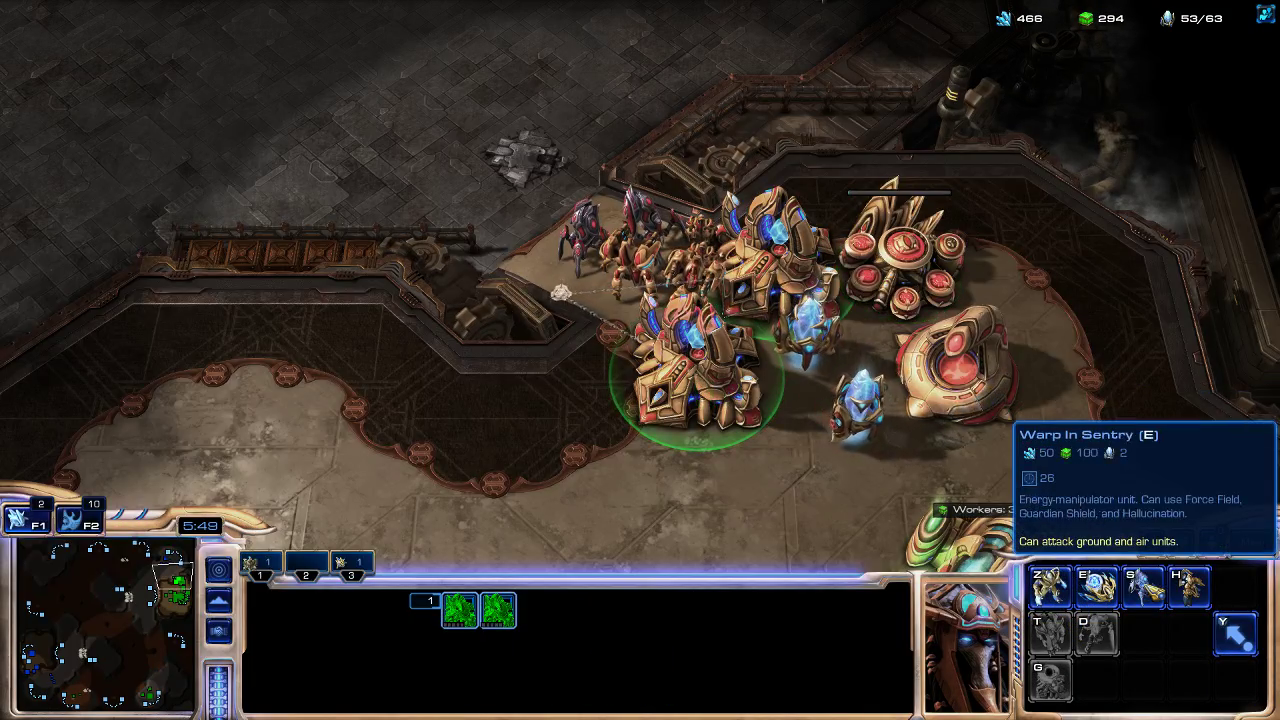 466 294 53/63
Warp In Sentry (E)
50 100 2
26
Energy-manipulator unit. Can use Force Field,
Guardian Shield, and Hallucination.
Can attack ground and air units.
Workers: 3
2 10
F1 F2
5:49
1 1
1 2 3
1
Z E S H
T D Y
G